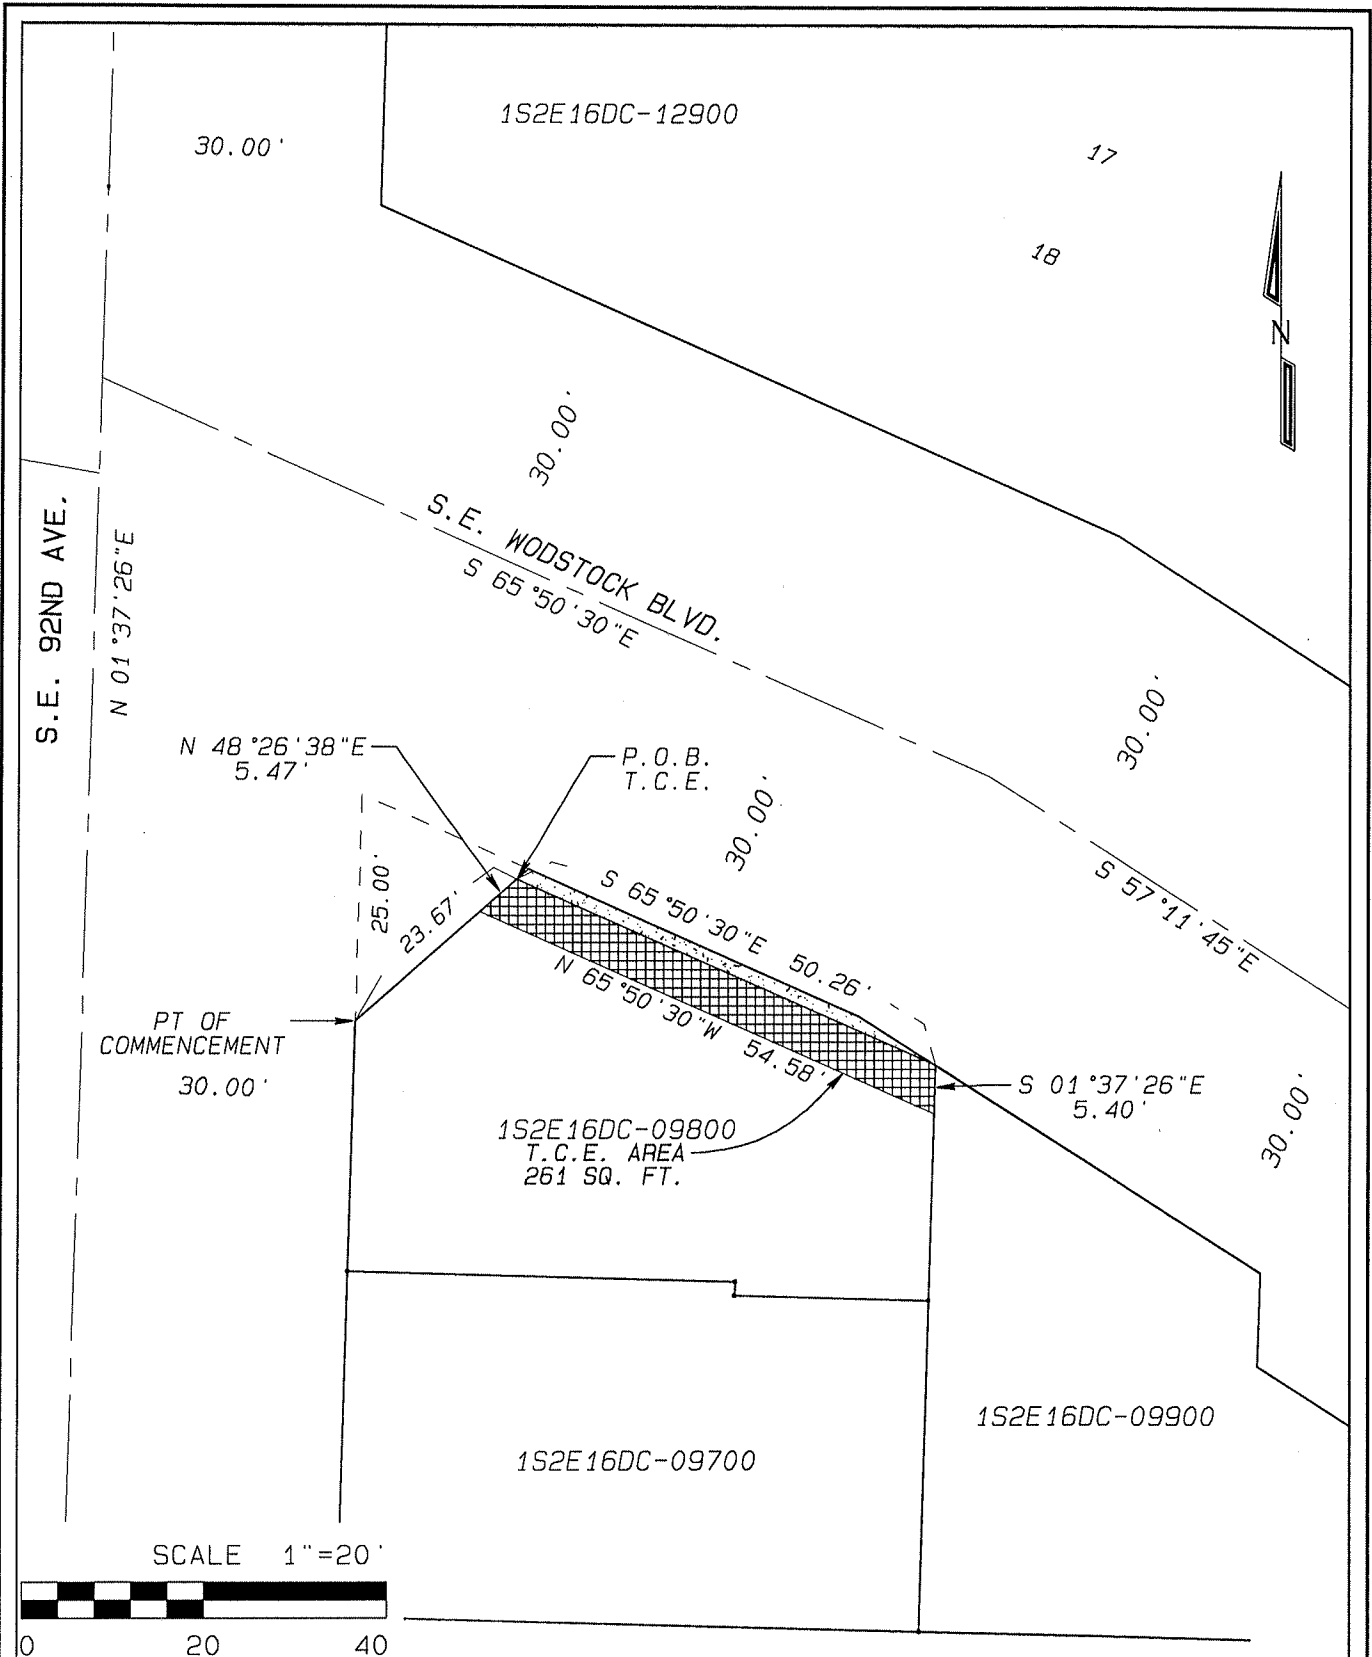 1S2E16DC-12900
30.00'
17
18
N
30.00'
S.E. WODSTOCK BLVD.
S 65°50'30"E
S.E. 92ND AVE.
N 01°37'26"E
30.00'
N 48°26'38"E
5.47'
P.O.B.
T.C.E.
30.00'
S 57°11'45"E
25.00'
23.67'
S 65°50'30"E 50.26'
N 65°50'30"W 54.58'
PT OF
COMMENCEMENT
30.00'
S 01°37'26"E
5.40'
30.00'
1S2E16DC-09800
T.C.E. AREA
261 SQ. FT.
1S2E16DC-09900
1S2E16DC-09700
SCALE 1"=20'
0 20 40